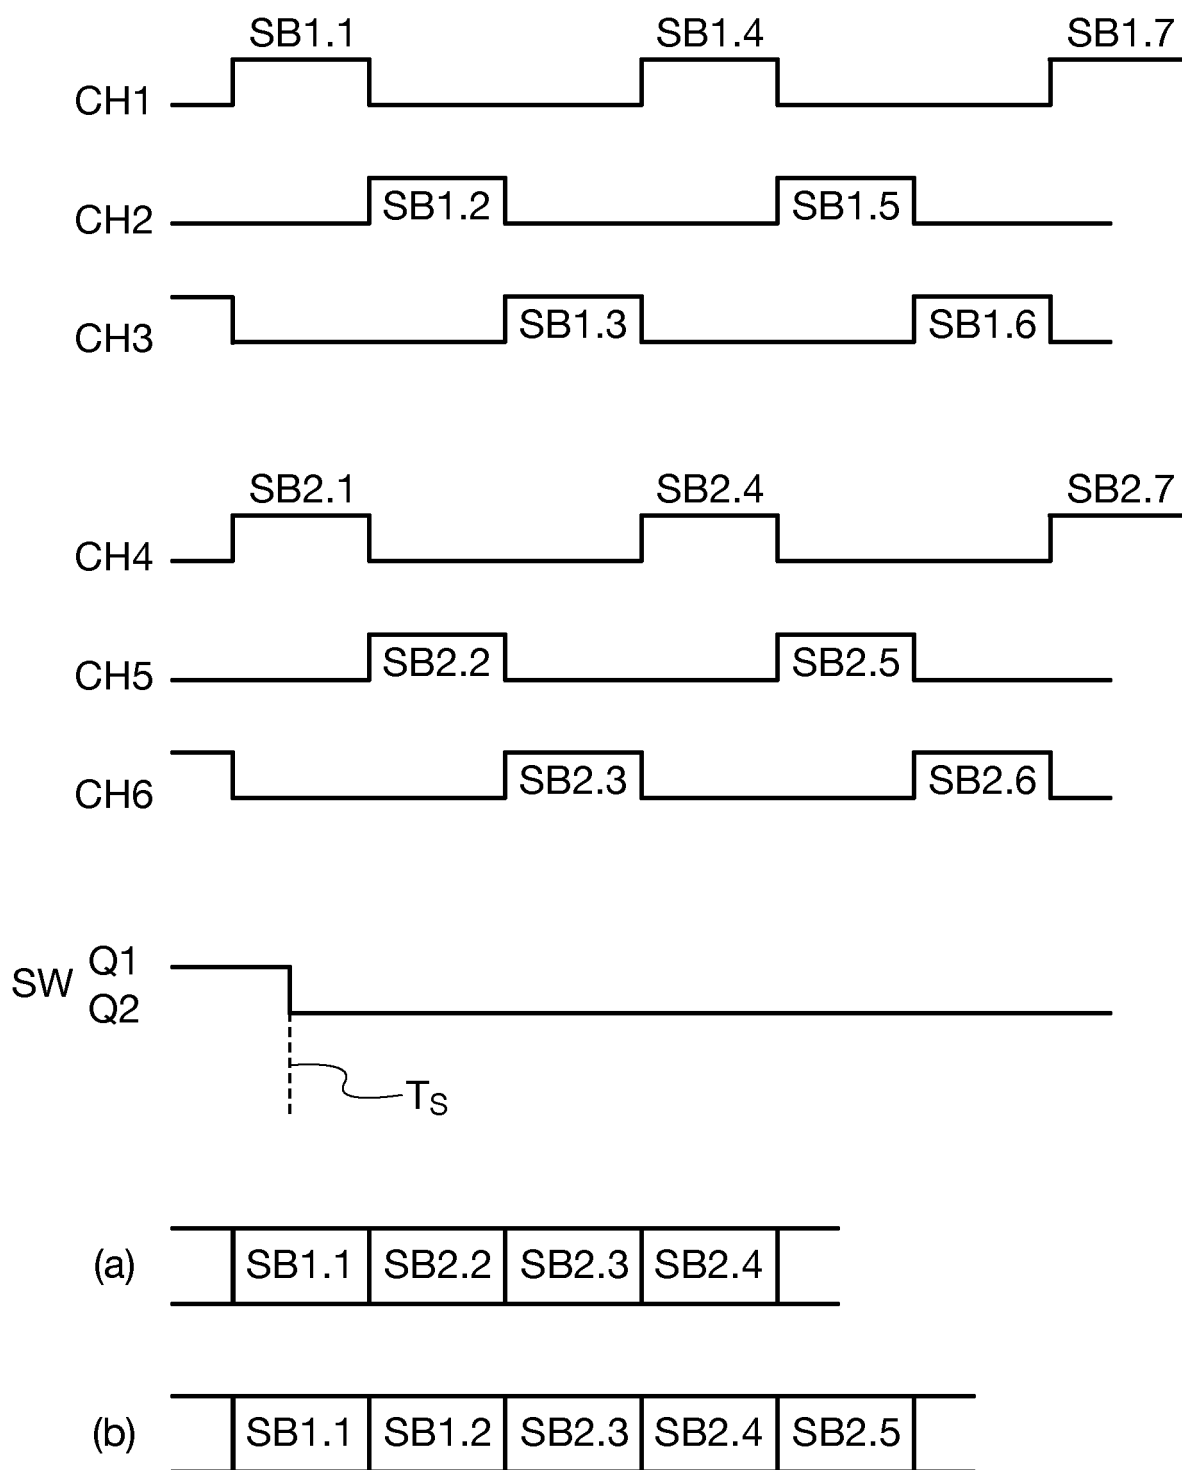 SB1.1 SB1.4 SB1.7
CH1
CH2 SB1.2 SB1.5
CH3 SB1.3 SB1.6
SB2.1 SB2.4 SB2.7
CH4
CH5 SB2.2 SB2.5
CH6 SB2.3 SB2.6
Q1
SW
Q2
TS
(a) SB1.1 SB2.2 SB2.3 SB2.4
(b) SB1.1 SB1.2 SB2.3 SB2.4 SB2.5